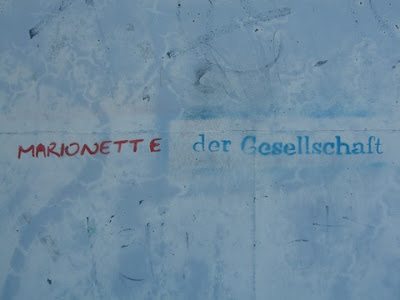 MARIONETTE der Gesellschaft